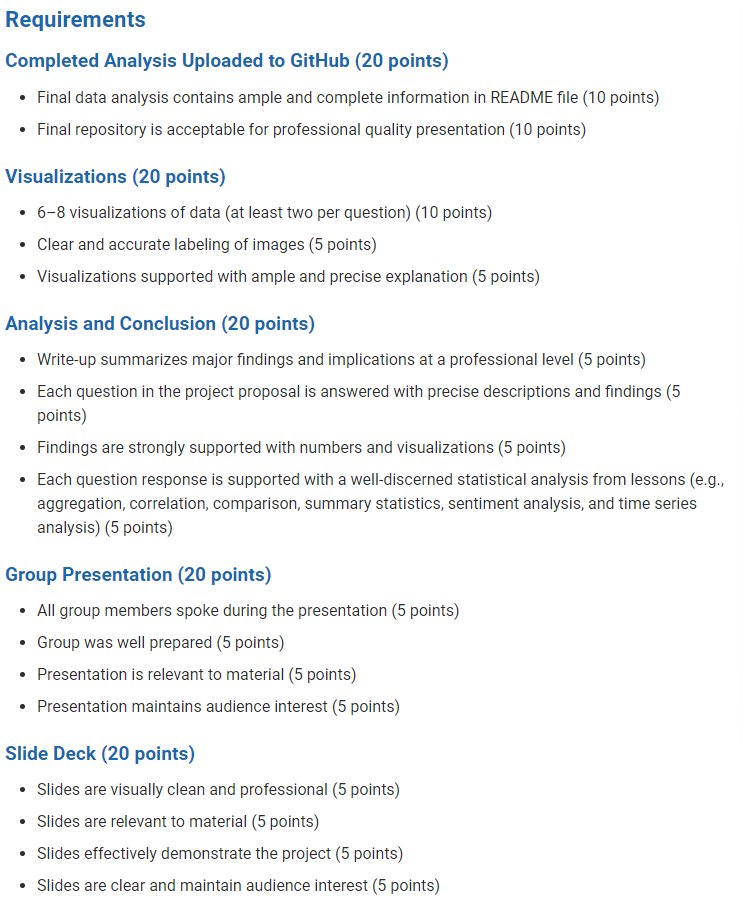 Requirements
Completed Analysis Uploaded to GitHub (20 points)
• Final data analysis contains ample and complete information in README file (10 points)
• Final repository is acceptable for professional quality presentation (10 points)
Visualizations (20 points)
• 6–8 visualizations of data (at least two per question) (10 points)
• Clear and accurate labeling of images (5 points)
• Visualizations supported with ample and precise explanation (5 points)
Analysis and Conclusion (20 points)
• Write-up summarizes major findings and implications at a professional level (5 points)
• Each question in the project proposal is answered with precise descriptions and findings (5
points)
• Findings are strongly supported with numbers and visualizations (5 points)
• Each question response is supported with a well-discerned statistical analysis from lessons (e.g.,
aggregation, correlation, comparison, summary statistics, sentiment analysis, and time series
analysis) (5 points)
Group Presentation (20 points)
• All group members spoke during the presentation (5 points)
• Group was well prepared (5 points)
• Presentation is relevant to material (5 points)
• Presentation maintains audience interest (5 points)
Slide Deck (20 points)
• Slides are visually clean and professional (5 points)
• Slides are relevant to material (5 points)
• Slides effectively demonstrate the project (5 points)
• Slides are clear and maintain audience interest (5 points)